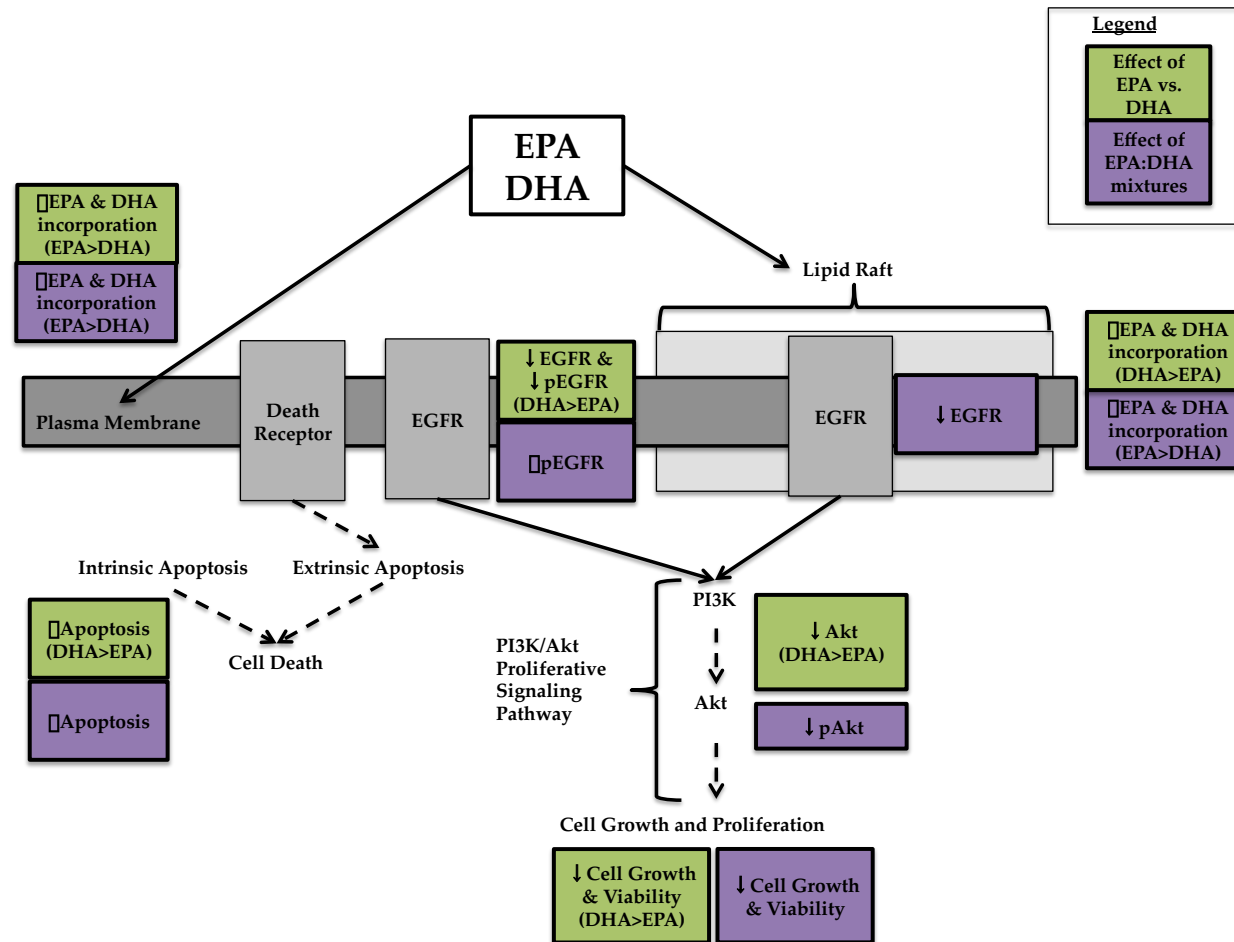 Legend
Effect of
EPA vs.
DHA
Effect of
EPA:DHA
mixtures
EPA
DHA
▯EPA & DHA
incorporation
(EPA>DHA)
▯EPA & DHA
incorporation
(EPA>DHA)
Lipid Raft
▯EPA & DHA
incorporation
(DHA>EPA)
▯EPA & DHA
incorporation
(EPA>DHA)
Plasma Membrane
Death
Receptor
EGFR
↓ EGFR &
↓ pEGFR
(DHA>EPA)
▯pEGFR
EGFR
↓ EGFR
Intrinsic Apoptosis
Extrinsic Apoptosis
Cell Death
▯Apoptosis
(DHA>EPA)
▯Apoptosis
PI3K/Akt
Proliferative
Signaling
Pathway
PI3K
Akt
↓ Akt
(DHA>EPA)
↓ pAkt
Cell Growth and Proliferation
↓ Cell Growth
& Viability
(DHA>EPA)
↓ Cell Growth
& Viability